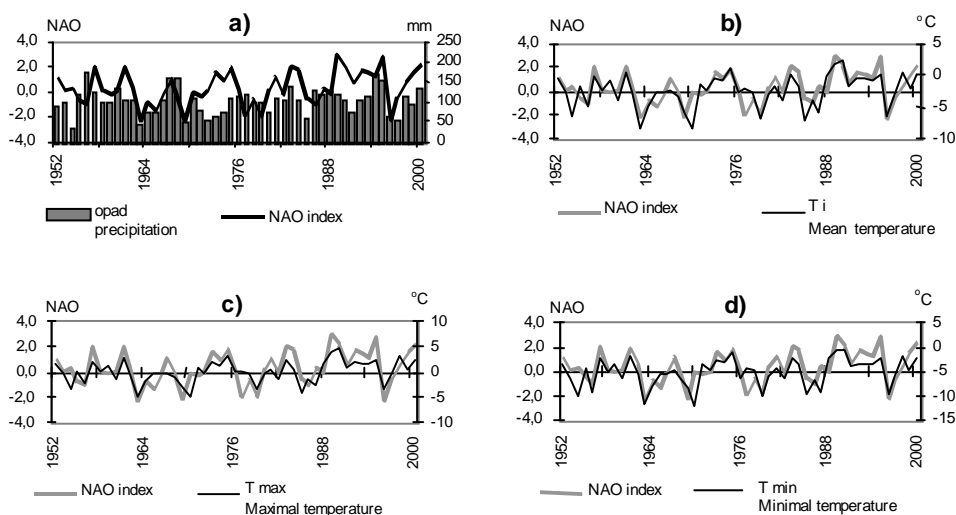 NAO a) mm
4,0 250
2,0 200
0,0 150
-2,0 100
-4,0 50
0
1952 1964 1976 1988 2000
opad
precipitation
NAO index
NAO b) °C
4,0 5
2,0 0
0,0 -5
-2,0 -10
-4,0
1952 1964 1976 1988 2000
NAO index T i
Mean temperature
NAO c) °C
4,0 10
2,0 5
0,0 0
-2,0 -5
-4,0 -10
1952 1964 1976 1988 2000
NAO index T max
Maximal temperature
NAO d) °C
4,0 5
2,0 0
0,0 -5
-2,0 -10
-4,0 -15
1952 1964 1976 1988 2000
NAO index T min
Minimal temperature